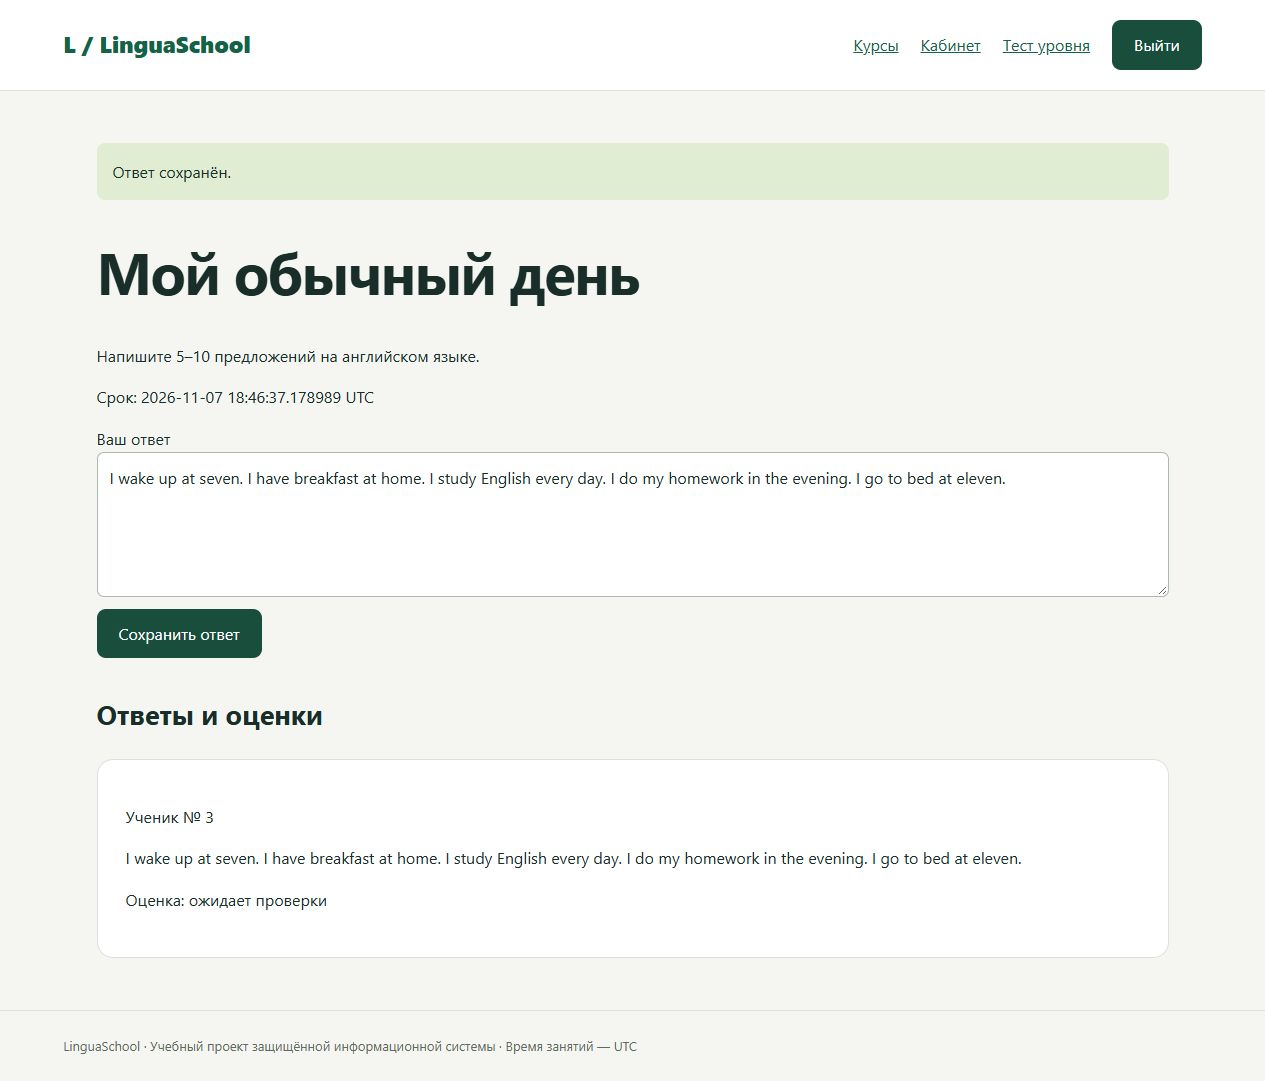 L / LinguaSchool
Курсы
Кабинет
Тест уровня
Выйти
Ответ сохранён.
Мой обычный день
Напишите 5–10 предложений на английском языке.
Срок: 2026-11-07 18:46:37.178989 UTC
Ваш ответ
I wake up at seven. I have breakfast at home. I study English every day. I do my homework in the evening. I go to bed at eleven.
Сохранить ответ
Ответы и оценки
Ученик № 3
I wake up at seven. I have breakfast at home. I study English every day. I do my homework in the evening. I go to bed at eleven.
Оценка: ожидает проверки
LinguaSchool · Учебный проект защищённой информационной системы · Время занятий — UTC